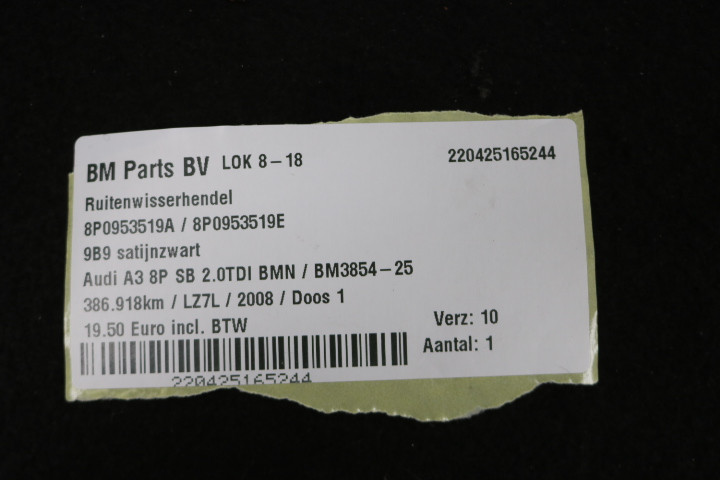 BM Parts BV LOK 8-18 220425165244
Ruitenwisserhendel
8P0953519A / 8P0953519E
9B9 satijnzwart
Audi A3 8P SB 2.0TDI BMN / BM3854-25
386.918km / LZ7L / 2008 / Doos 1
19.50 Euro incl. BTW Verz: 10
Aantal: 1
220425165244